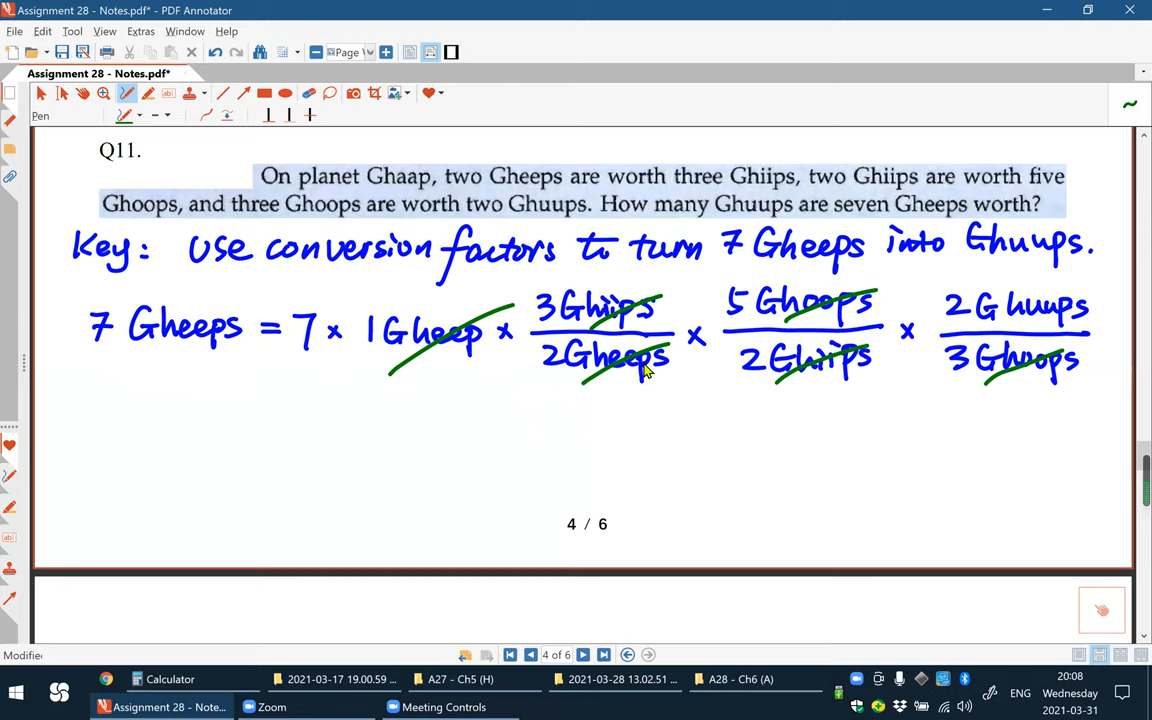 Assignment 28 - Notes.pdf* - PDF Annotator
File Edit Tool View Extras Window Help
Page V
Assignment 28 - Notes.pdf*
Pen
Q11.
On planet Ghaap, two Gheeps are worth three Ghiips, two Ghiips are worth five
Ghoops, and three Ghoops are worth two Ghuups. How many Ghuups are seven Gheeps worth?
Key: Use conversion factors to turn 7 Gheeps into Ghuups.
7 Gheeps = 7 × 1 Gheep × 3 Ghiips / 2 Gheeps × 5 Ghoops / 2 Ghiips × 2 Ghuups / 3 Ghoops
4 / 6
Modifie
4 of 6
Calculator
2021-03-17 19.00.59 ...
A27 - Ch5 (H)
2021-03-28 13.02.51 ...
A28 - Ch6 (A)
Assignment 28 - Note...
Zoom
Meeting Controls
ENG
20:08
Wednesday
2021-03-31